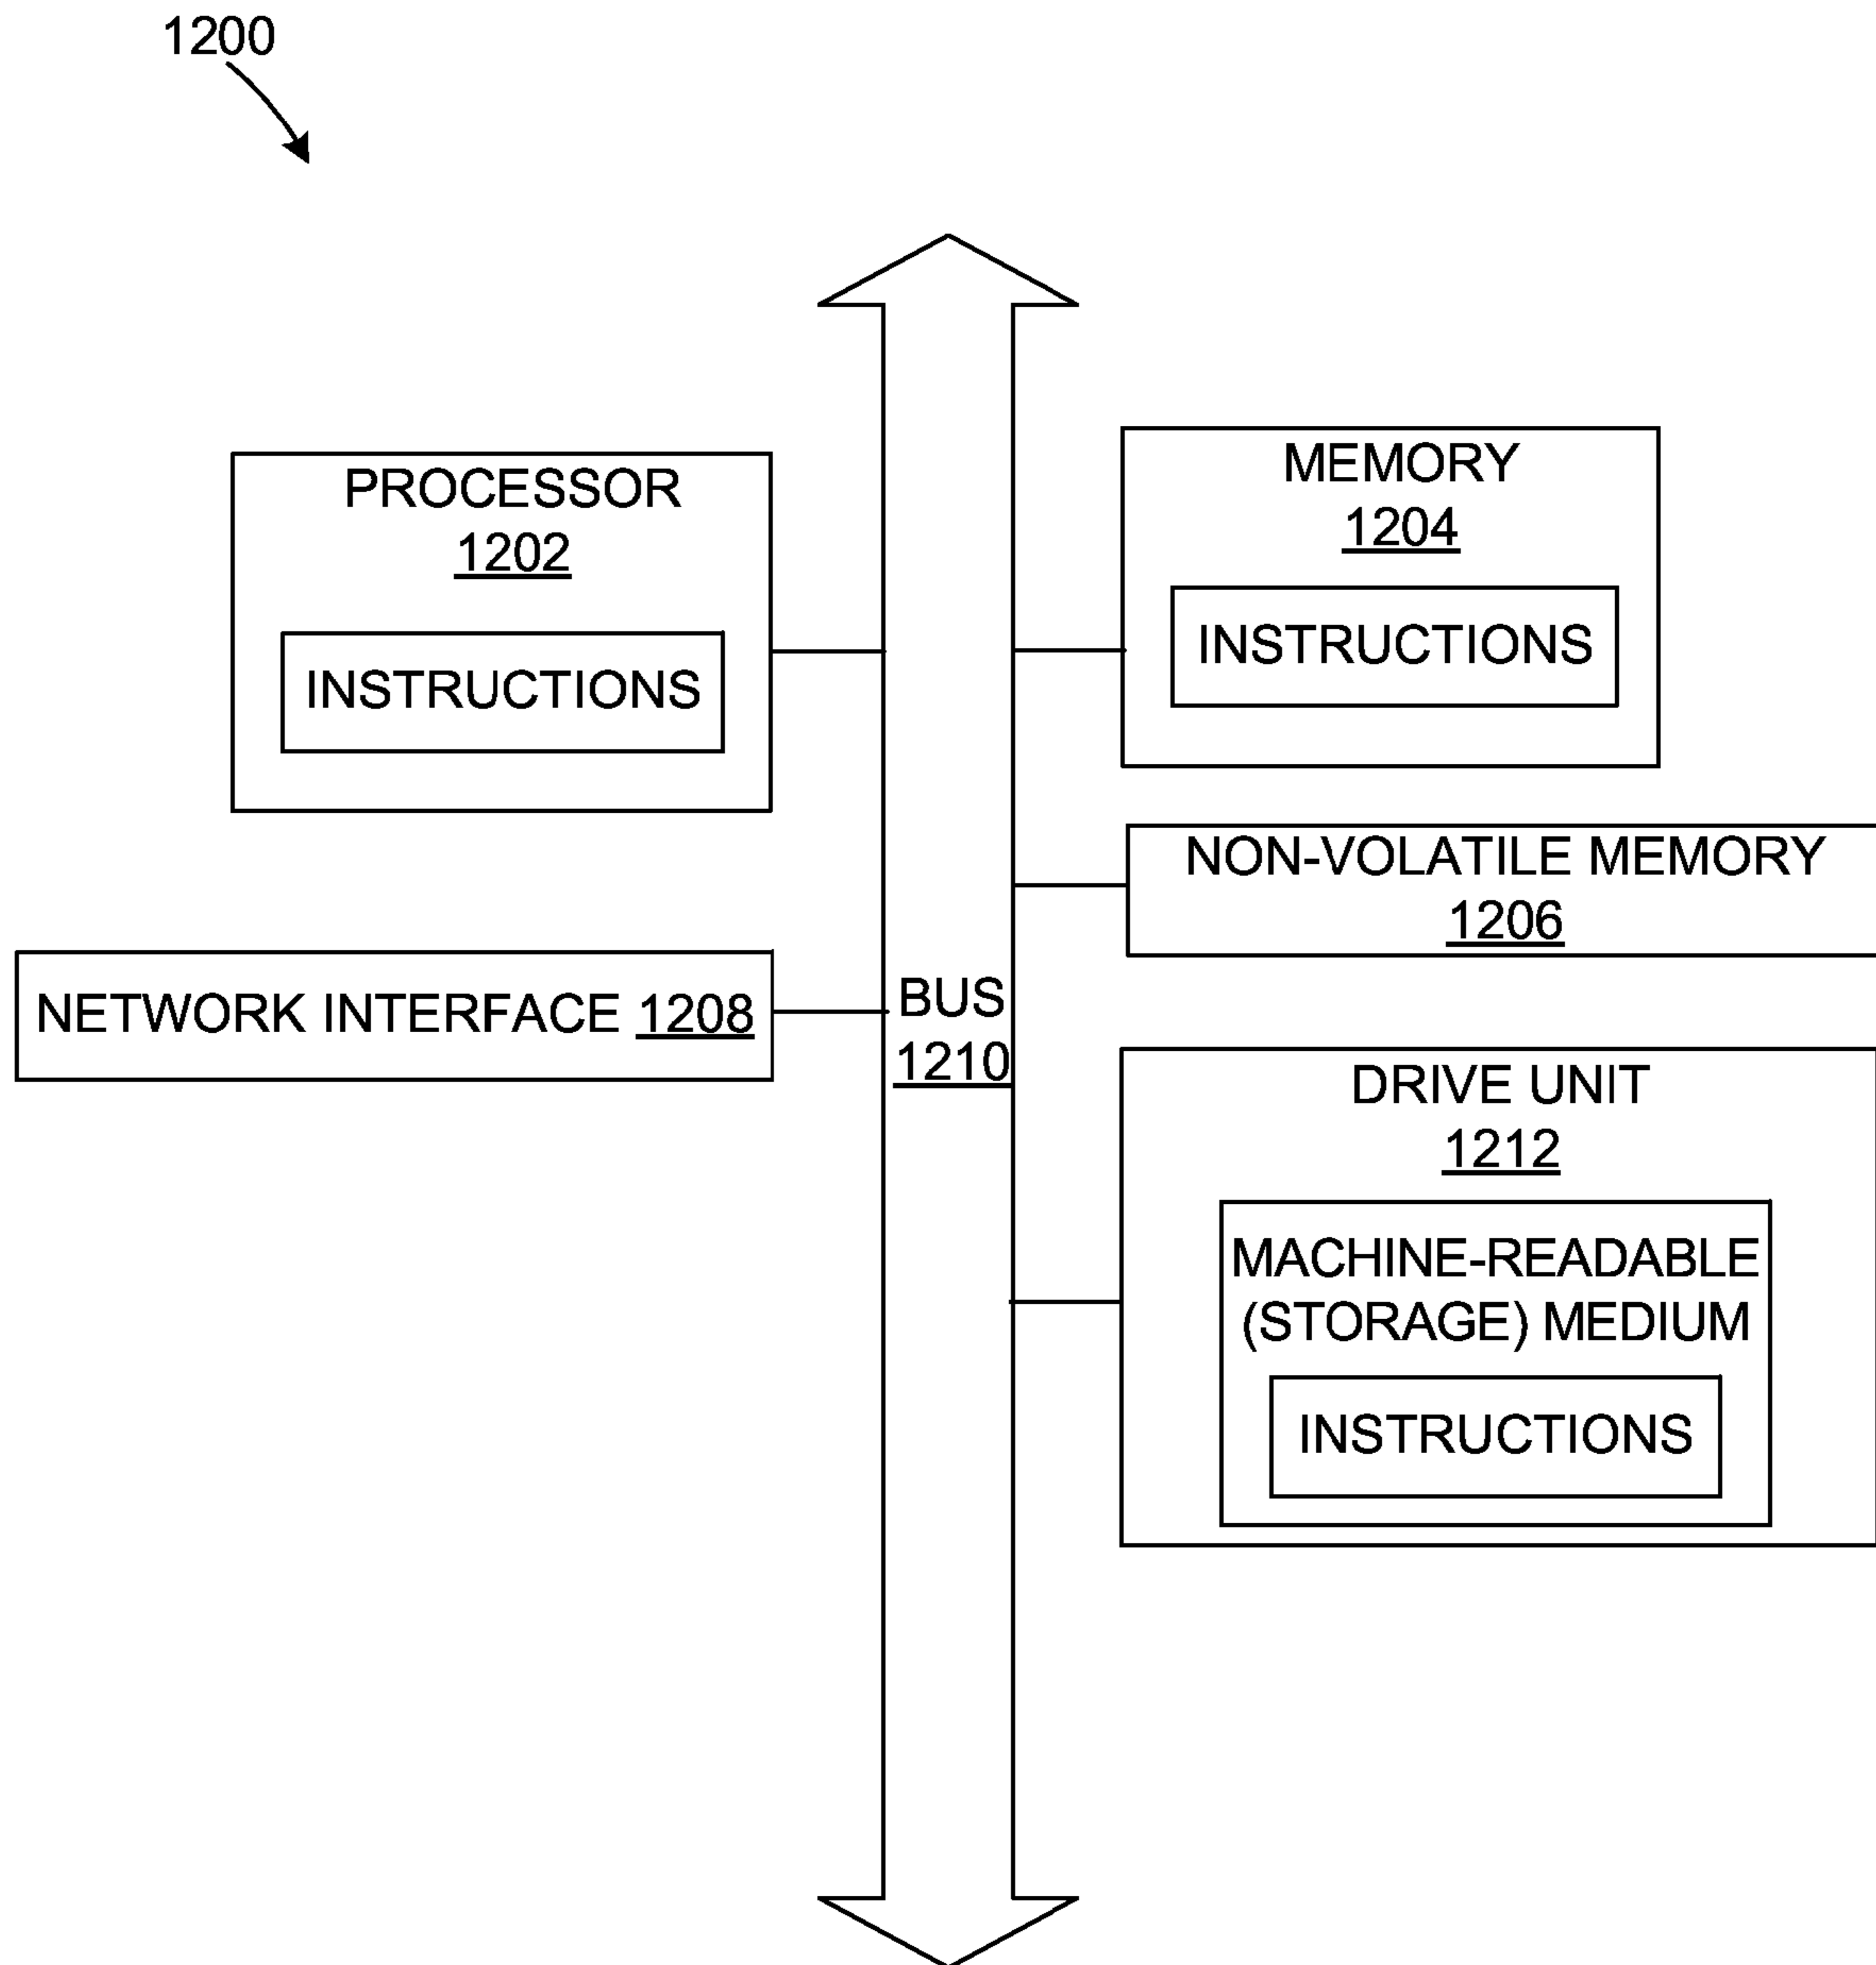 1200
PROCESSOR
1202
INSTRUCTIONS
MEMORY
1204
INSTRUCTIONS
NON-VOLATILE MEMORY
1206
NETWORK INTERFACE 1208
BUS
1210
DRIVE UNIT
1212
MACHINE-READABLE
(STORAGE) MEDIUM
INSTRUCTIONS